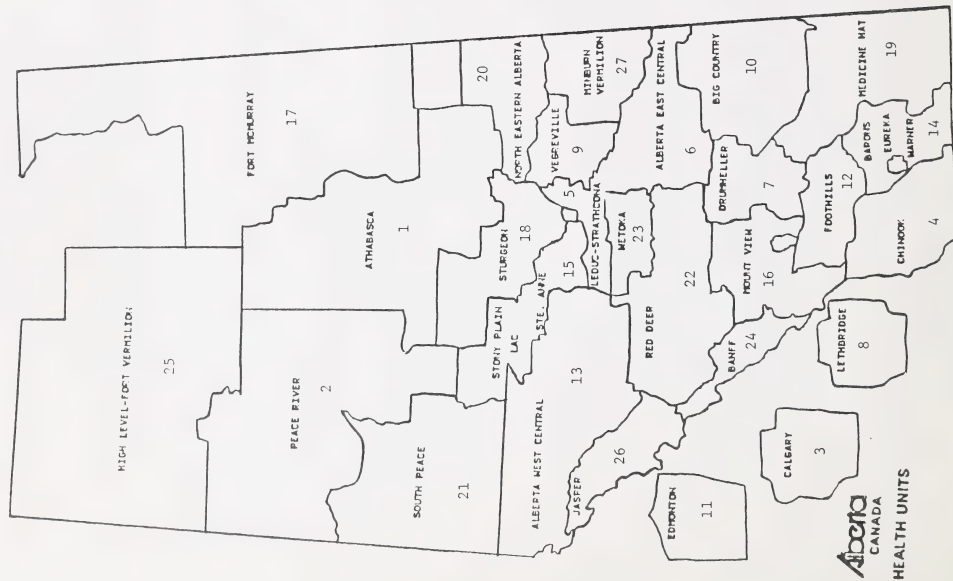 HIGH LEVEL-FORT VERMILION
25
FORT MCMURRAY
17
PEACE RIVER
2
ATHABASCA
1
SOUTH PEACE
21
20
NORTH EASTERN ALBERTA
STURGEON
18
STONY PLAIN
LAC
STE. ANNE
15
VEGREVILLE
9
MINBURN
VERMILION
27
5
LEDUC-STRATHCONA
ALBERTA WEST CENTRAL
13
WETOKA
23
ALBERTA EAST CENTRAL
6
JASPER
26
RED DEER
22
BIG COUNTRY
10
DRUMHELLER
7
MOUNT VIEW
16
BANFF
24
EDMONTON
11
CALGARY
3
LETHBRIDGE
8
FOOTHILLS
12
MEDICINE HAT
19
BARONS
EUREKA
WARNER
14
CHINOOK
4
Alberta
CANADA
HEALTH UNITS